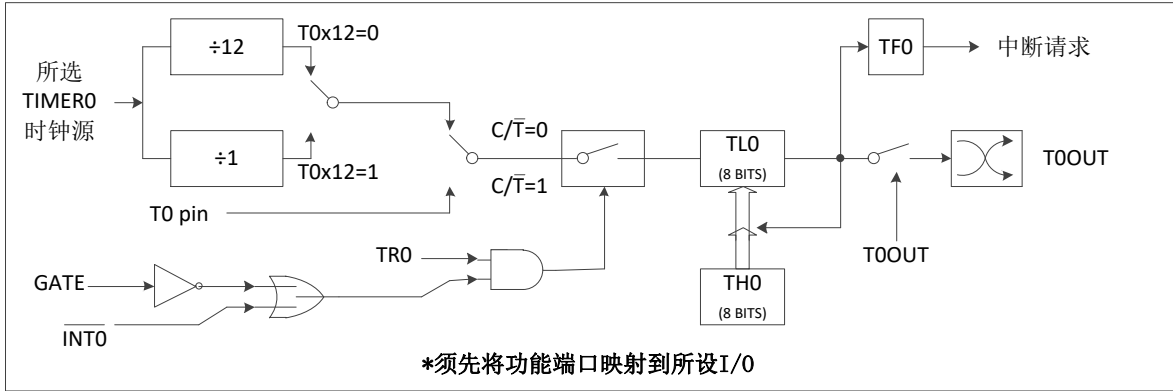 ÷12
T0x12=0
所选
TIMER0
时钟源
÷1
T0x12=1
T0 pin
C/T̅=0
C/T̅=1
TL0
(8 BITS)
TF0
中断请求
T0OUT
T0OUT
TR0
GATE
I̅N̅T̅0̅
TH0
(8 BITS)
*须先将功能端口映射到所设I/O